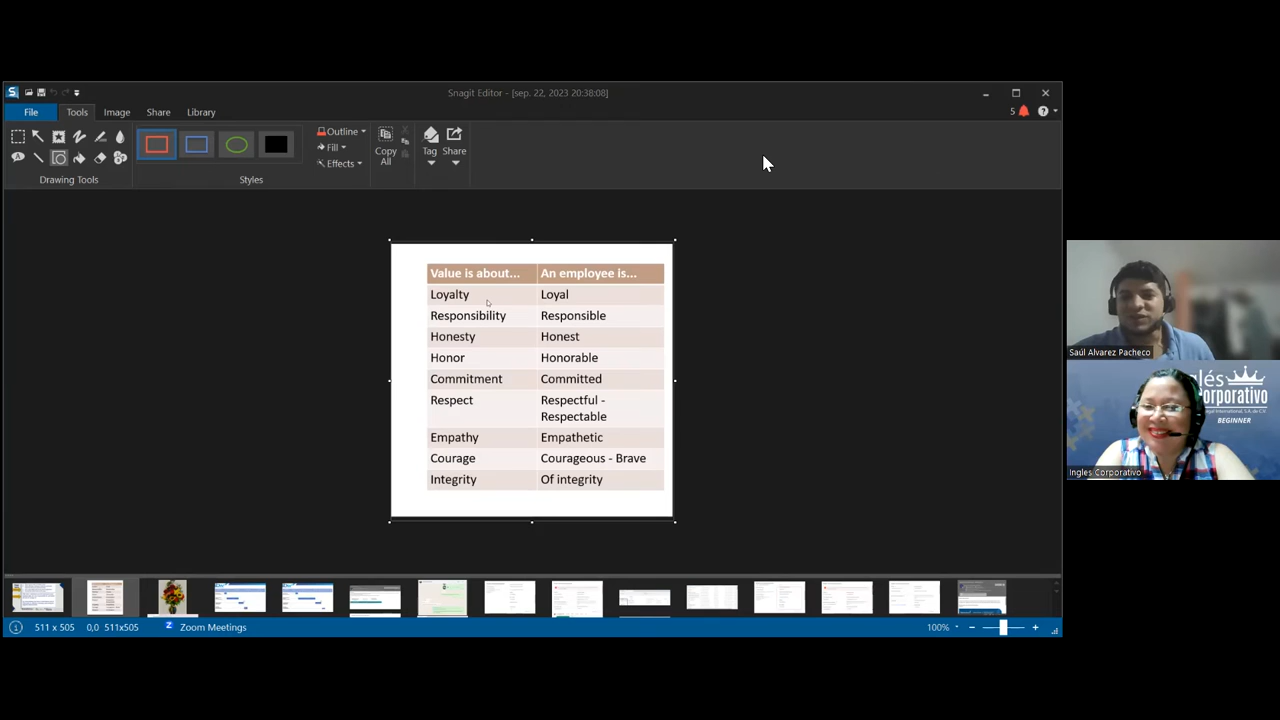 Snagit Editor - [sep. 22, 2023 20:38:08]
File Tools Image Share Library
5
Outline
Fill
Effects
Copy All
Tag
Share
Drawing Tools
Styles
Value is about... An employee is...
Loyalty Loyal
Responsibility Responsible
Honesty Honest
Honor Honorable
Commitment Committed
Respect Respectful -
Respectable
Empathy Empathetic
Courage Courageous - Brave
Integrity Of integrity
511 x 505 0,0 511x505 Zoom Meetings 100%
Saúl Alvarez Pacheco
BEGINNER
Ingles Corporativo